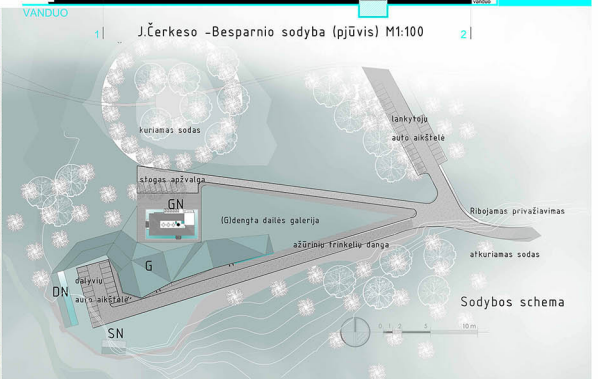 vanduo
VANDUO
1
J.Čerkeso -Besparnio sodyba (pjūvis) M1:100
2
lankytojų
auto aikštelė
kuriamas sodas
stogas apžvalga
GN
Ribojamas privažiavimas
(G)dengta dailės galerija
ažūrinių trinkelių danga
atkuriamas sodas
G
dalyvių
DN
auto aikštelė
Sodybos schema
SN
0 1 2 5 10 m